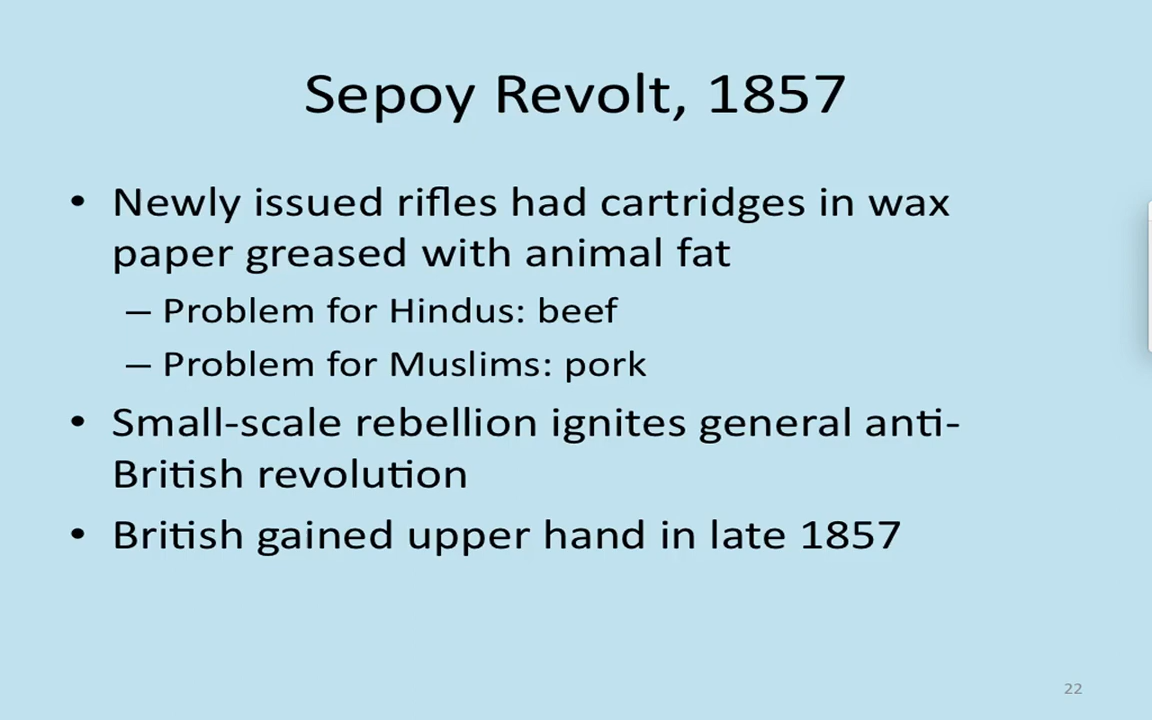 Sepoy Revolt, 1857
• Newly issued rifles had cartridges in wax
paper greased with animal fat
– Problem for Hindus: beef
– Problem for Muslims: pork
• Small-scale rebellion ignites general anti-
British revolution
• British gained upper hand in late 1857
22